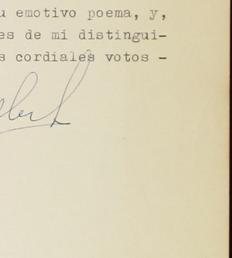 u emotivo poema, y,
es de mi distingui-
s cordiales votos -